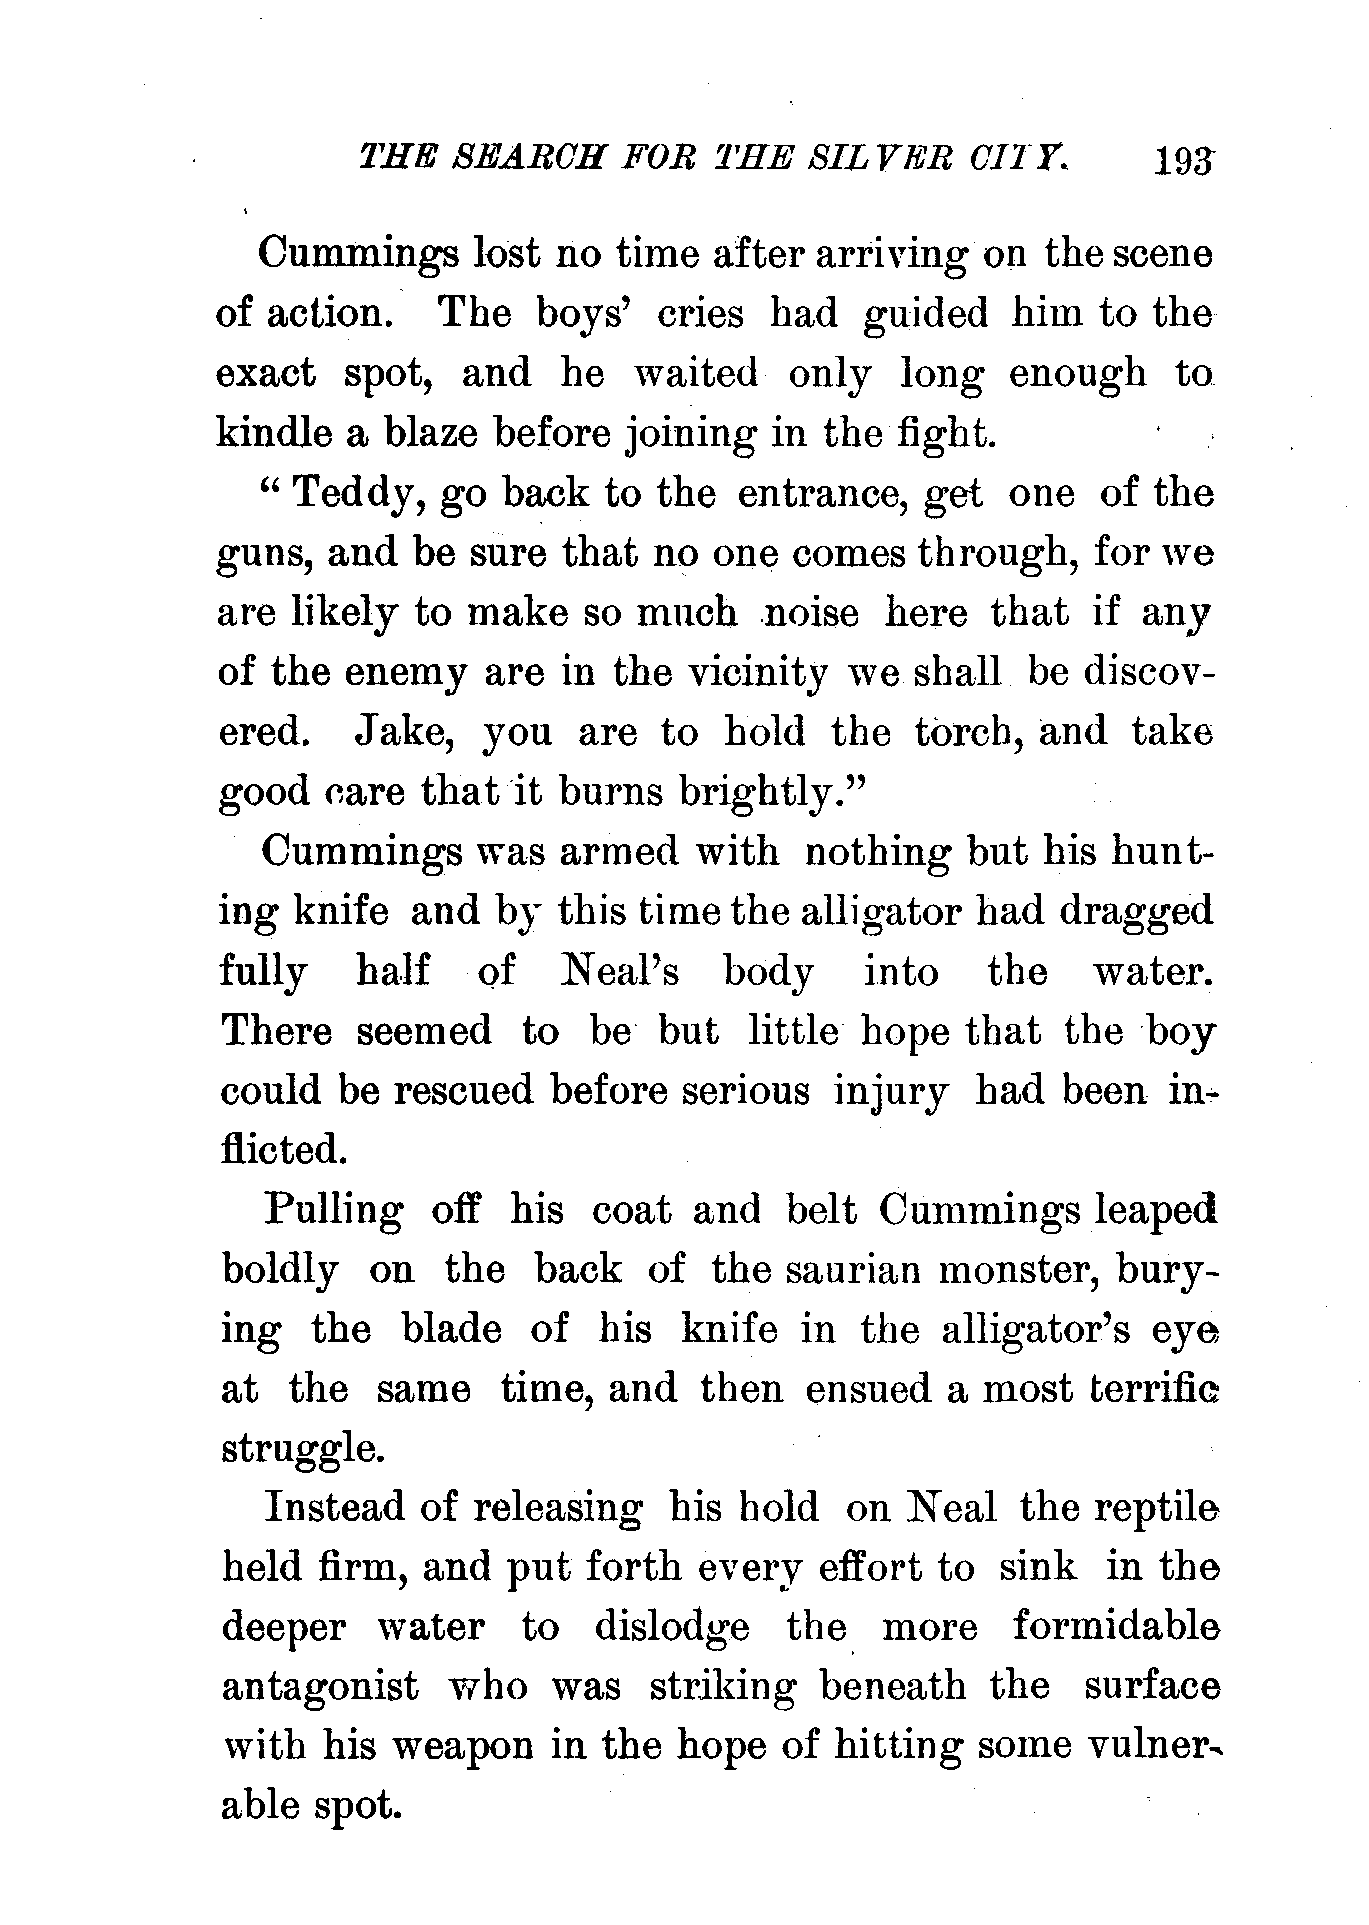 THE SEARCH FOR THE SILVER CITY. 193
Cummings lost no time after arriving on the scene
of action. The boys' cries had guided him to the
exact spot, and he waited only long enough to
kindle a blaze before joining in the fight.
" Teddy, go back to the entrance, get one of the
guns, and be sure that no one comes through, for we
are likely to make so much noise here that if any
of the enemy are in the vicinity we shall be discov-
ered. Jake, you are to hold the torch, and take
good care that it burns brightly."
Cummings was armed with nothing but his hunt-
ing knife and by this time the alligator had dragged
fully half of Neal's body into the water.
There seemed to be but little hope that the boy
could be rescued before serious injury had been in-
flicted.
Pulling off his coat and belt Cummings leaped
boldly on the back of the saurian monster, bury-
ing the blade of his knife in the alligator's eye
at the same time, and then ensued a most terrific
struggle.
Instead of releasing his hold on Neal the reptile
held firm, and put forth every effort to sink in the
deeper water to dislodge the more formidable
antagonist who was striking beneath the surface
with his weapon in the hope of hitting some vulner-
able spot.